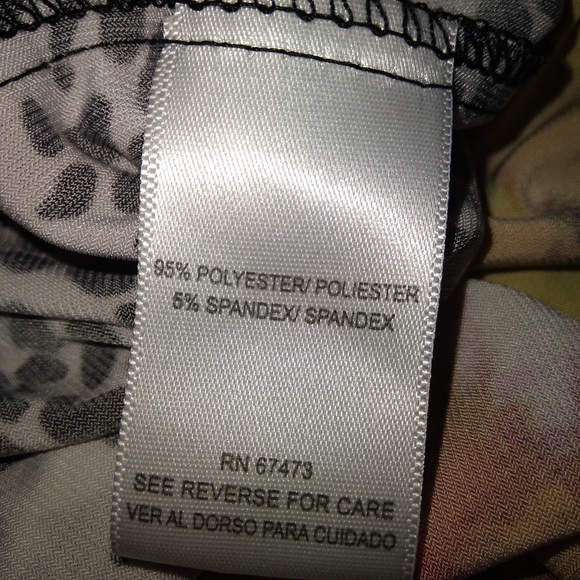 95% POLYESTER/ POLIESTER
5% SPANDEX/ SPANDEX
RN 67473
SEE REVERSE FOR CARE
VER AL DORSO PARA CUIDADO